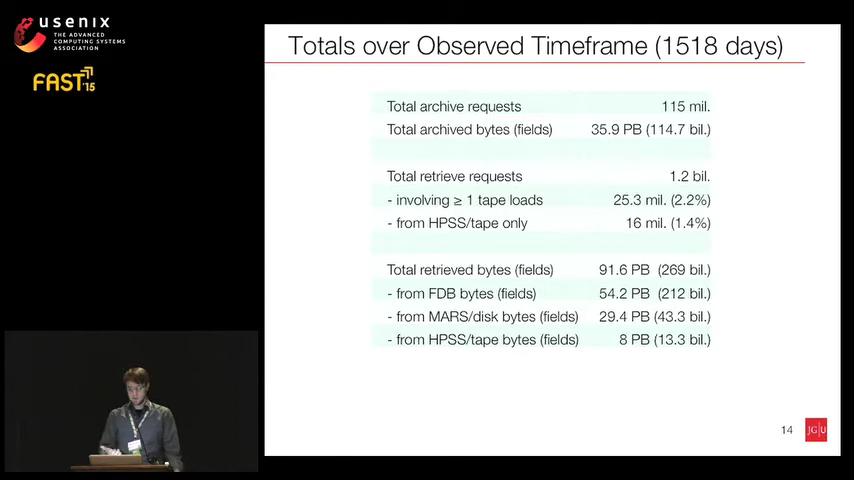 usenix
THE ADVANCED
COMPUTING SYSTEMS
ASSOCIATION
FAST '15
Totals over Observed Timeframe (1518 days)
Total archive requests 115 mil.
Total archived bytes (fields) 35.9 PB (114.7 bil.)
Total retrieve requests 1.2 bil.
- involving ≥ 1 tape loads 25.3 mil. (2.2%)
- from HPSS/tape only 16 mil. (1.4%)
Total retrieved bytes (fields) 91.6 PB (269 bil.)
- from FDB bytes (fields) 54.2 PB (212 bil.)
- from MARS/disk bytes (fields) 29.4 PB (43.3 bil.)
- from HPSS/tape bytes (fields) 8 PB (13.3 bil.)
14
JG|U